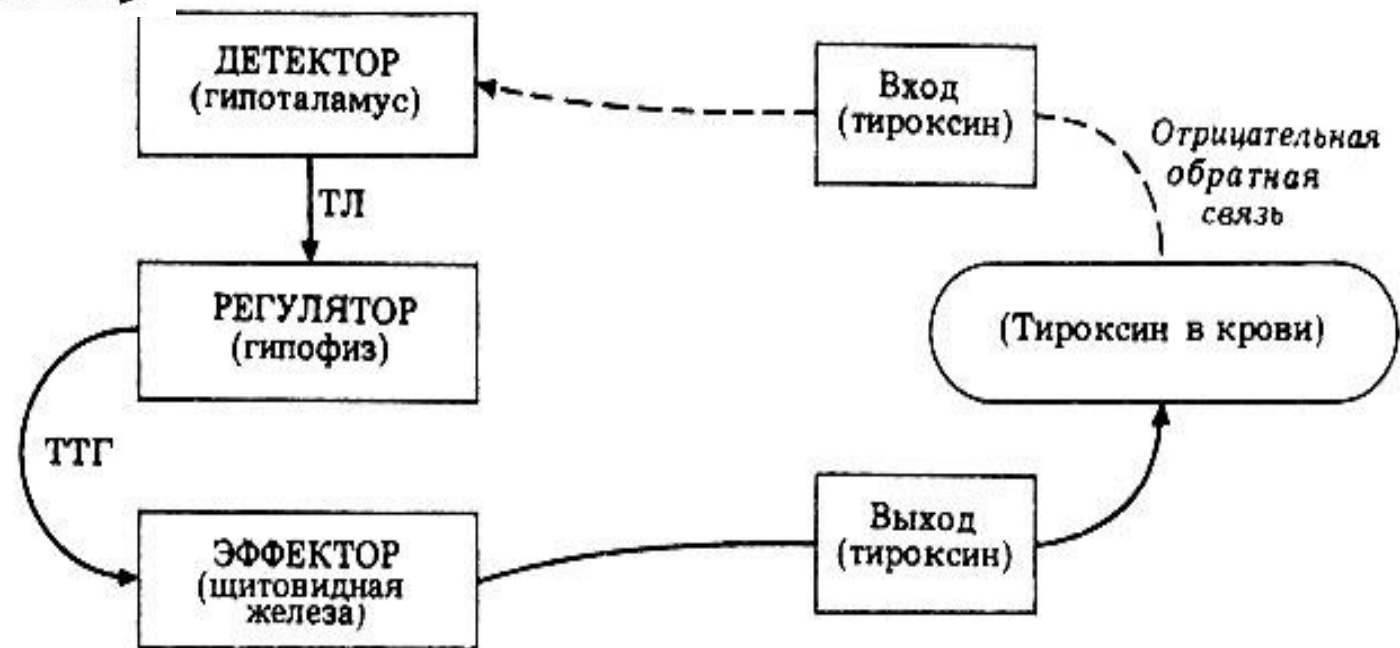 ДЕТЕКТОР
(гипоталамус)
Вход
(тироксин)
Отрицательная
обратная
связь
ТЛ
РЕГУЛЯТОР
(гипофиз)
(Тироксин в крови)
ТТГ
ЭФФЕКТОР
(щитовидная
железа)
Выход
(тироксин)